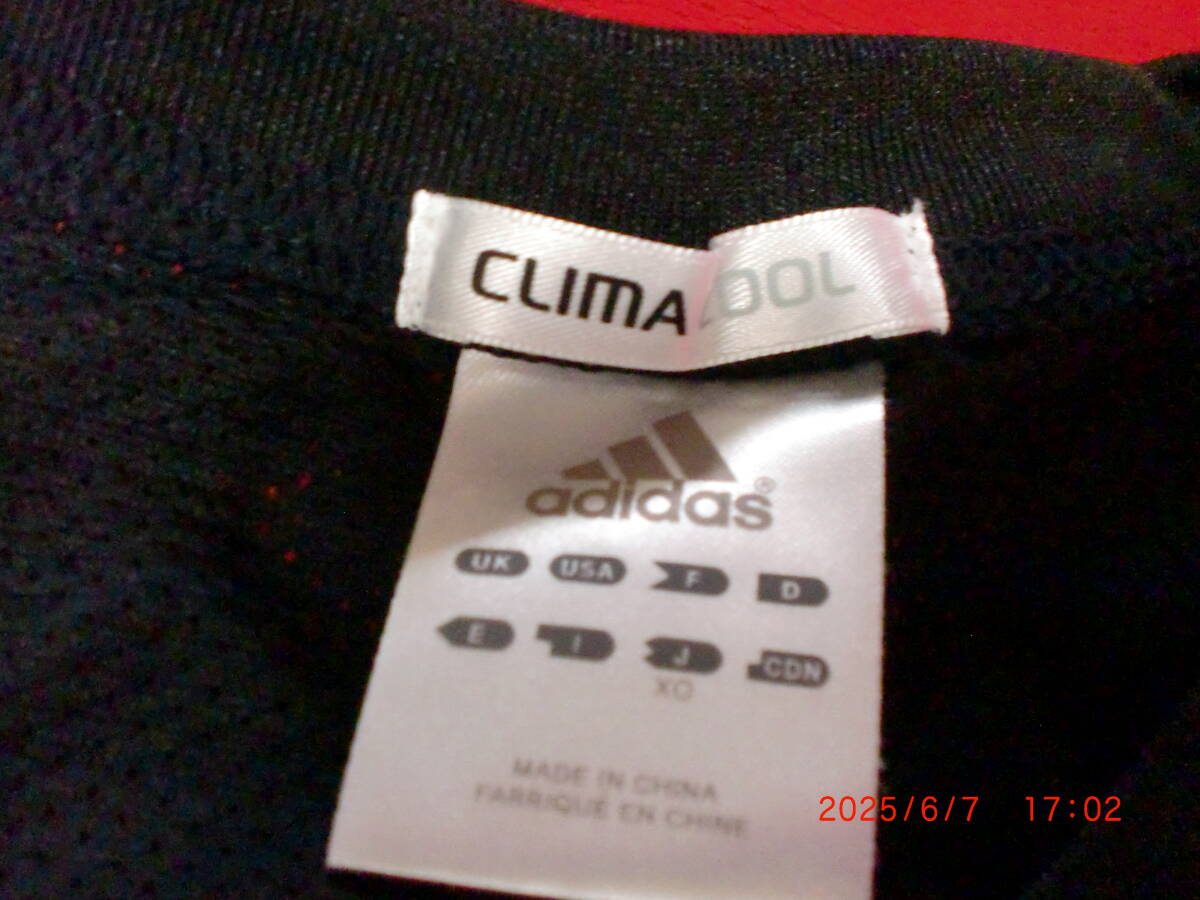 CLIMACOOL
adidas®
UK USA F D
E I J CDN
XO
MADE IN CHINA
FABRIQUÉ EN CHINE
2025/6/7 17:02